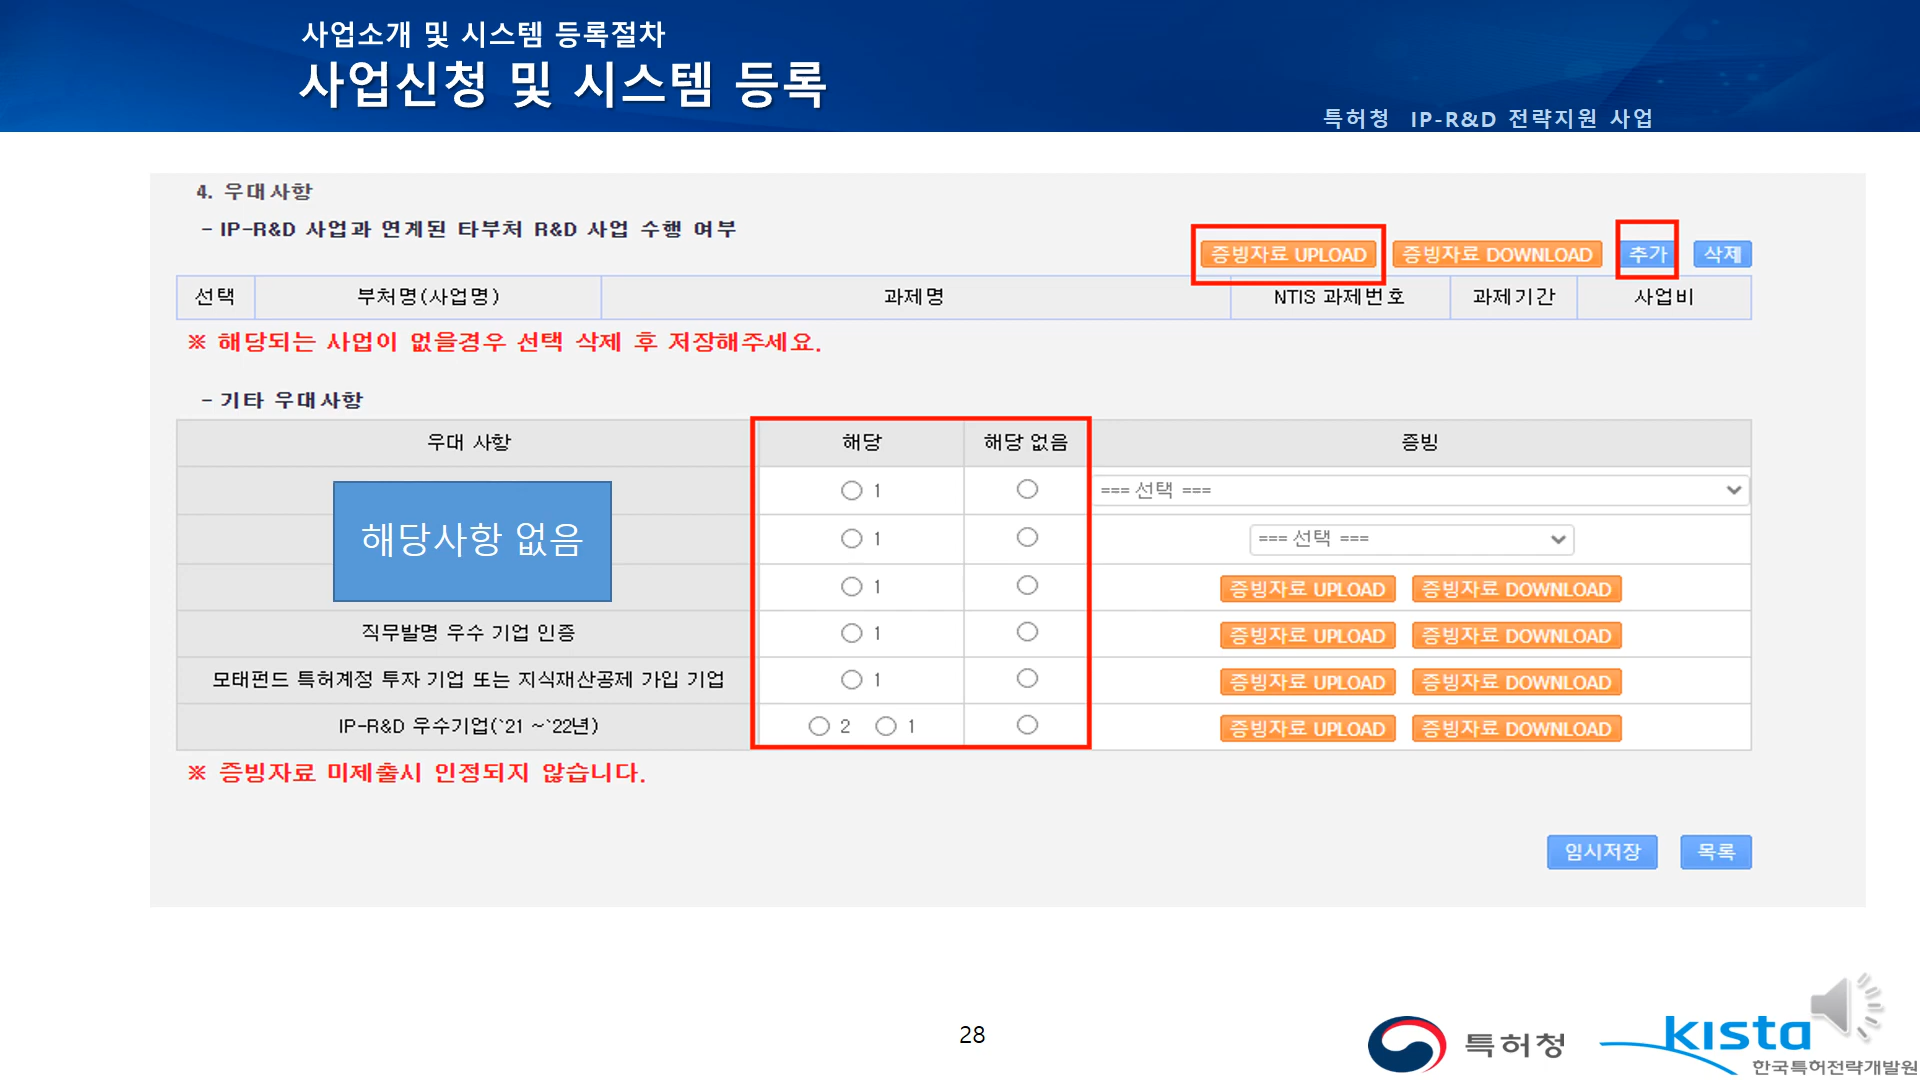 사업소개 및 시스템 등록절차
사업신청 및 시스템 등록
특허청 IP-R&D 전략지원 사업
4. 우대사항
- IP-R&D 사업과 연계된 타부처 R&D 사업 수행 여부
증빙자료 UPLOAD 증빙자료 DOWNLOAD 추가 삭제
선택 부처명(사업명) 과제명 NTIS 과제번호 과제기간 사업비
※ 해당되는 사업이 없을경우 선택 삭제 후 저장해주세요.
- 기타 우대사항
우대 사항 해당 해당 없음 증빙
1 === 선택 ===
해당사항 없음 1 === 선택 ===
1 증빙자료 UPLOAD 증빙자료 DOWNLOAD
직무발명 우수 기업 인증 1 증빙자료 UPLOAD 증빙자료 DOWNLOAD
모태펀드 특허계정 투자 기업 또는 지식재산공제 가입 기업 1 증빙자료 UPLOAD 증빙자료 DOWNLOAD
IP-R&D 우수기업(`21 ~`22년) 2 1 증빙자료 UPLOAD 증빙자료 DOWNLOAD
※ 증빙자료 미제출시 인정되지 않습니다.
임시저장 목록
28
특허청
kista
한국특허전략개발원